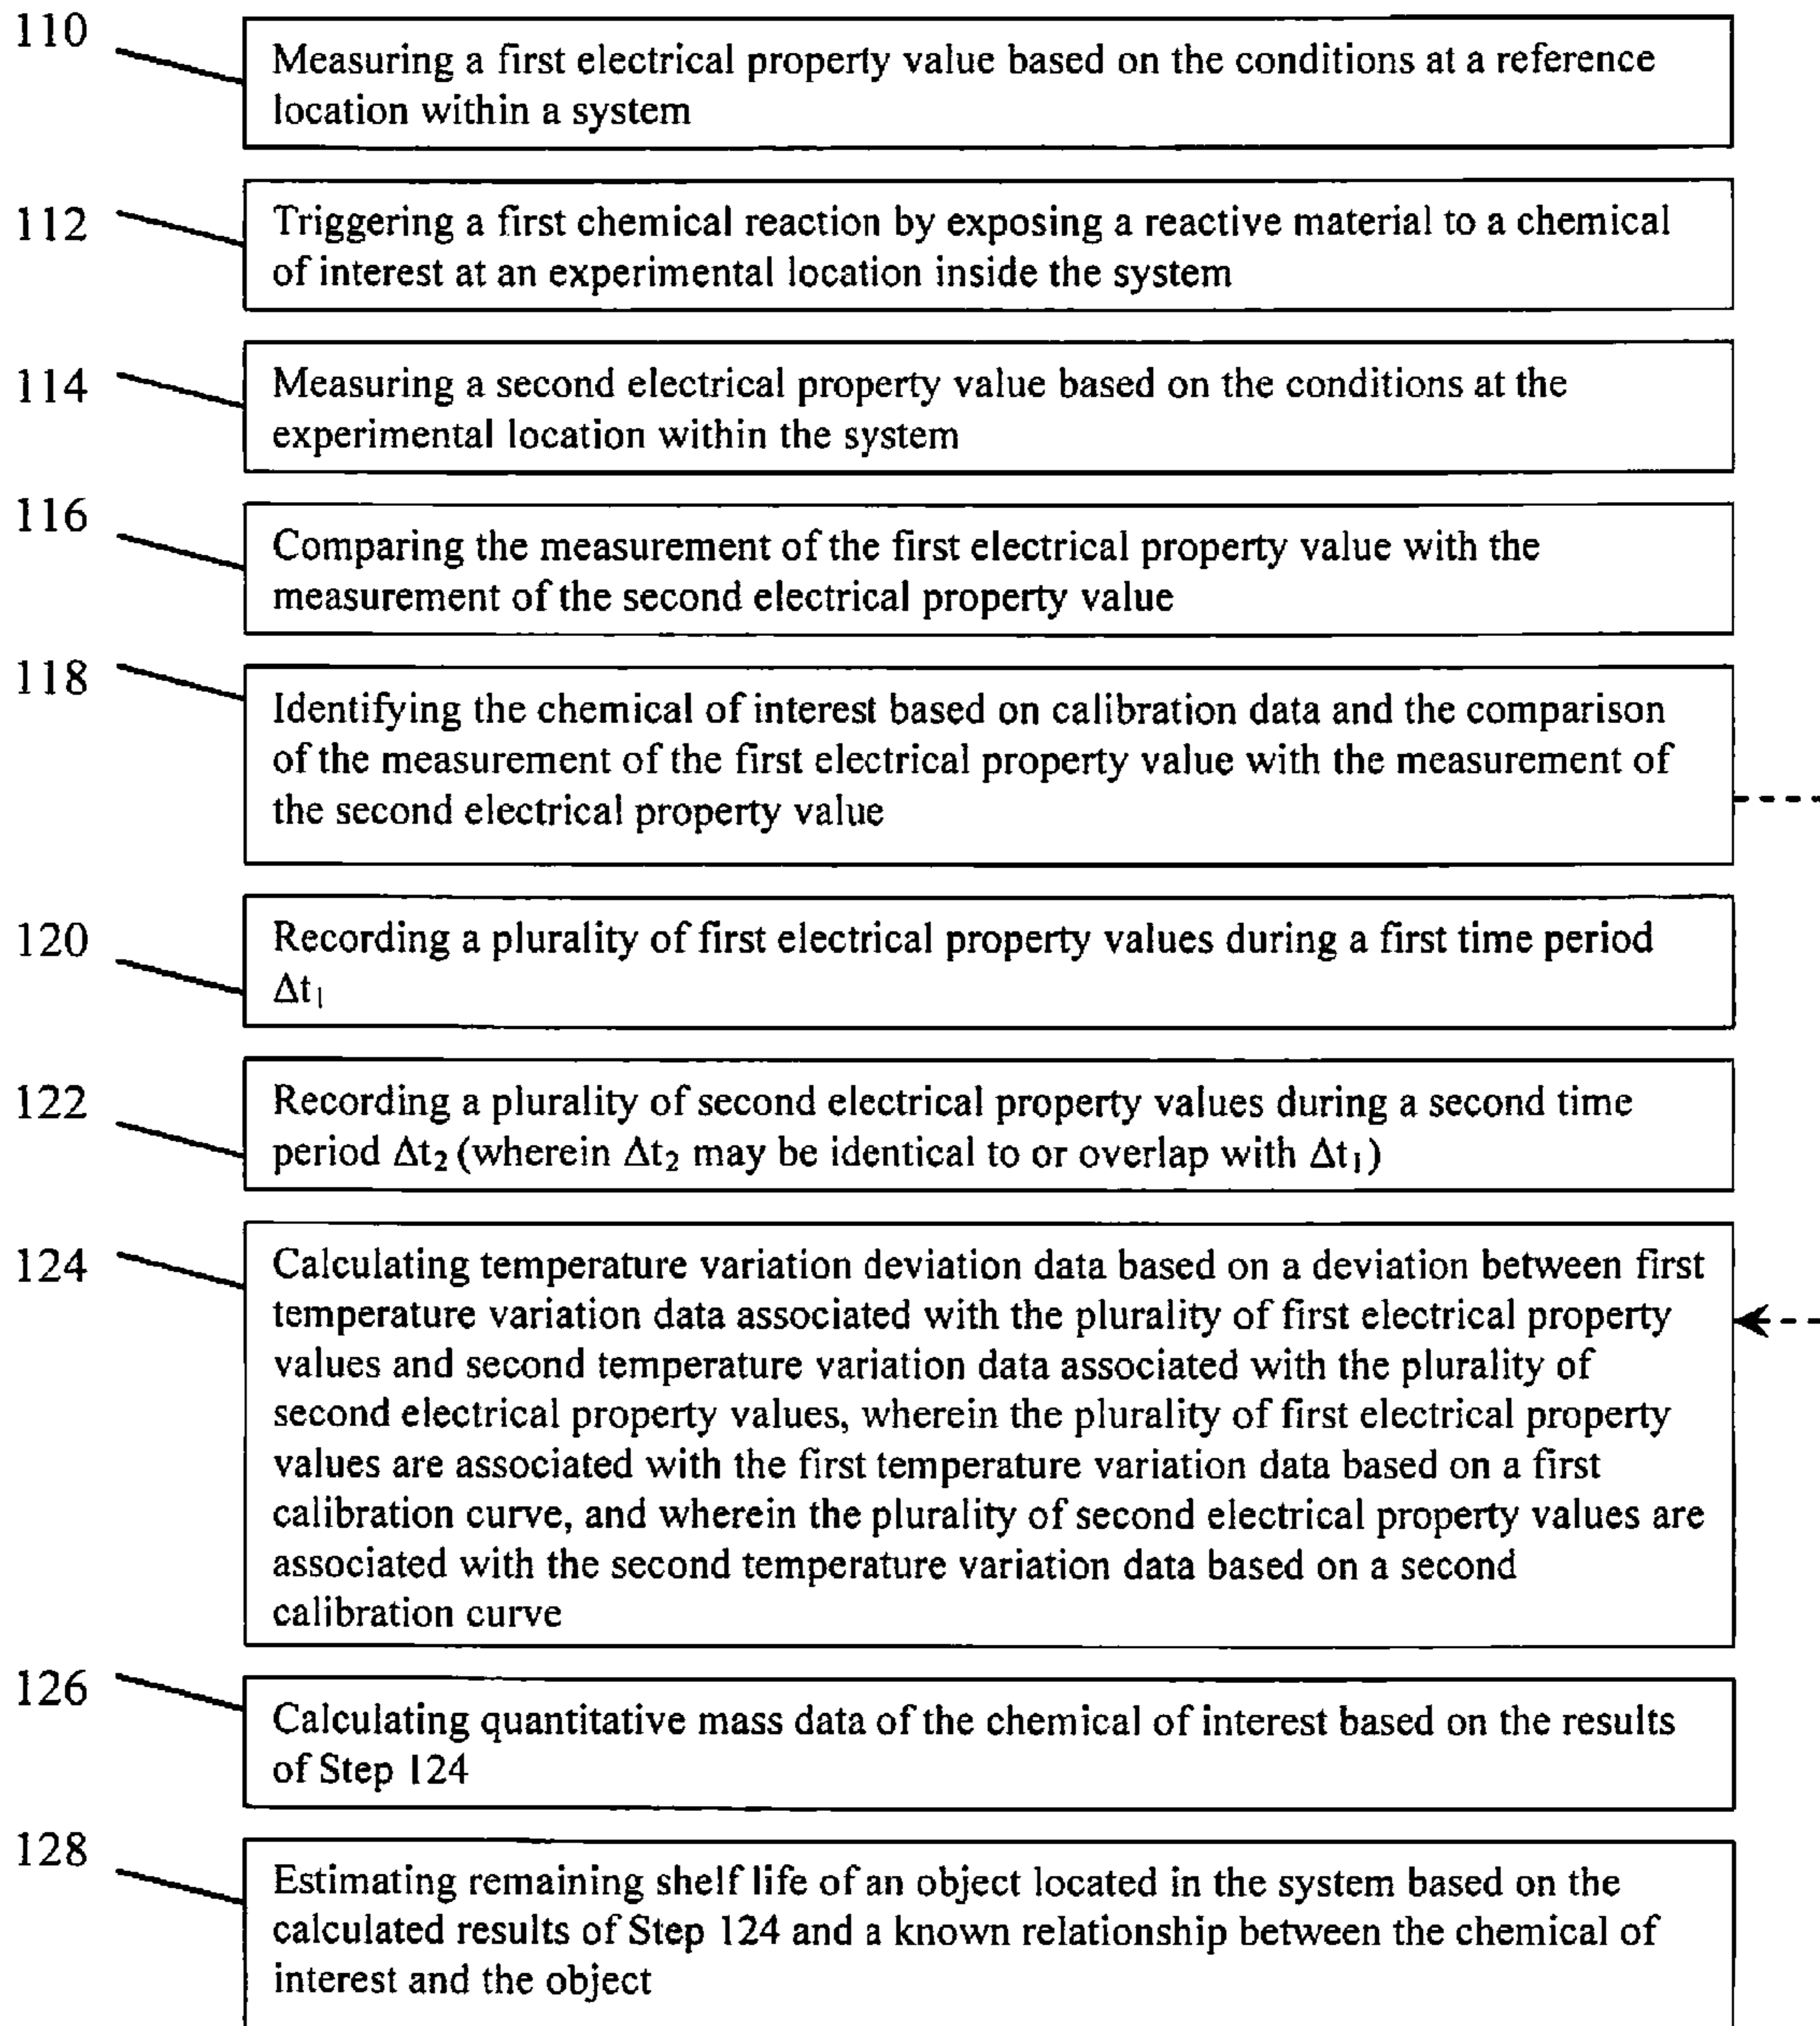 110
Measuring a first electrical property value based on the conditions at a reference
location within a system
112
Triggering a first chemical reaction by exposing a reactive material to a chemical
of interest at an experimental location inside the system
114
Measuring a second electrical property value based on the conditions at the
experimental location within the system
116
Comparing the measurement of the first electrical property value with the
measurement of the second electrical property value
118
Identifying the chemical of interest based on calibration data and the comparison
of the measurement of the first electrical property value with the measurement of
the second electrical property value
120
Recording a plurality of first electrical property values during a first time period
Δt₁
122
Recording a plurality of second electrical property values during a second time
period Δt₂ (wherein Δt₂ may be identical to or overlap with Δt₁)
124
Calculating temperature variation deviation data based on a deviation between first
temperature variation data associated with the plurality of first electrical property
values and second temperature variation data associated with the plurality of
second electrical property values, wherein the plurality of first electrical property
values are associated with the first temperature variation data based on a first
calibration curve, and wherein the plurality of second electrical property values are
associated with the second temperature variation data based on a second
calibration curve
126
Calculating quantitative mass data of the chemical of interest based on the results
of Step 124
128
Estimating remaining shelf life of an object located in the system based on the
calculated results of Step 124 and a known relationship between the chemical of
interest and the object